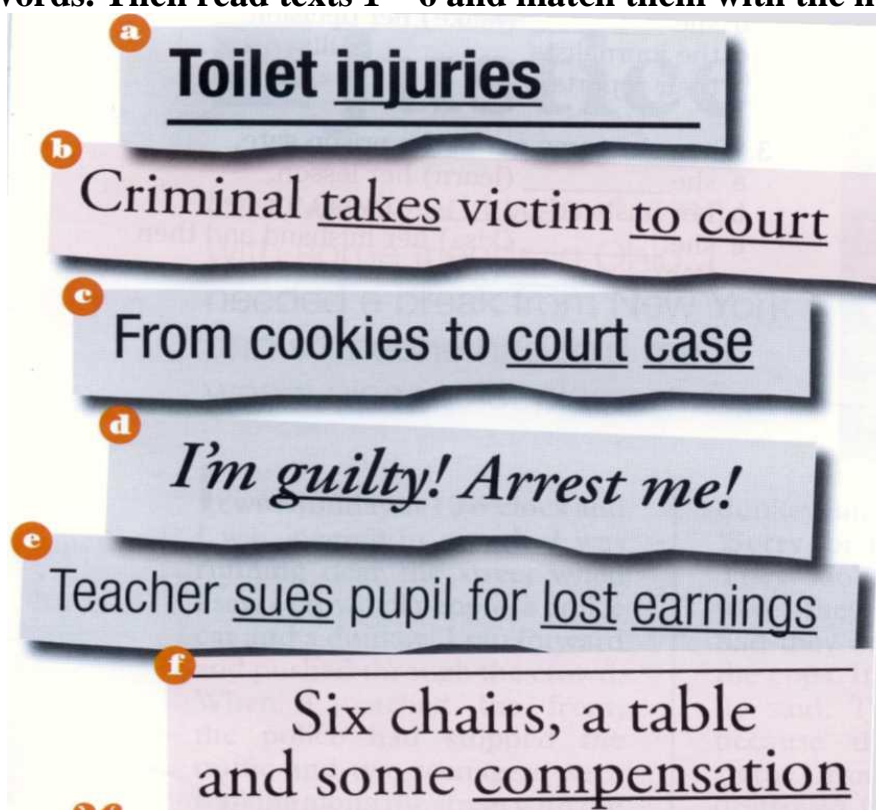 words. Then read texts 1 – 6 and match them with the h
a
Toilet injuries
b
Criminal takes victim to court
c
From cookies to court case
d
I'm guilty! Arrest me!
e
Teacher sues pupil for lost earnings
f
Six chairs, a table
and some compensation